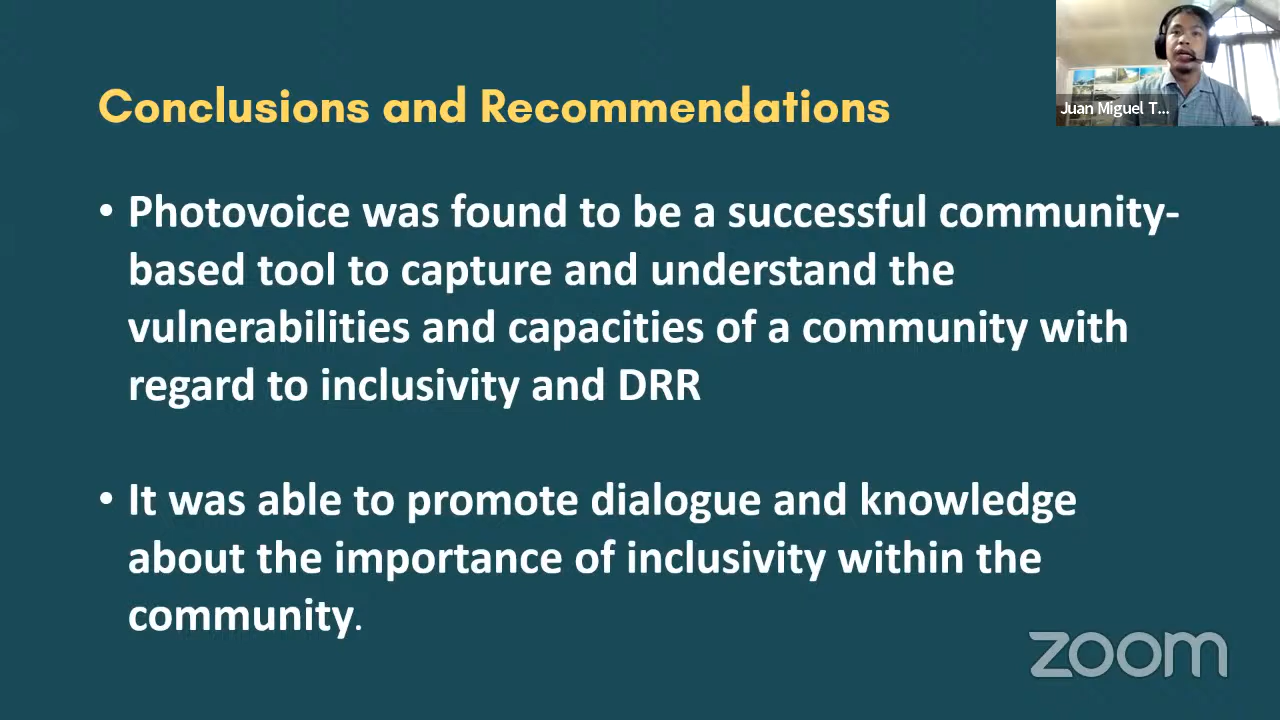 Conclusions and Recommendations
Juan Miguel T...
• Photovoice was found to be a successful community-
based tool to capture and understand the
vulnerabilities and capacities of a community with
regard to inclusivity and DRR
• It was able to promote dialogue and knowledge
about the importance of inclusivity within the
community.
zoom